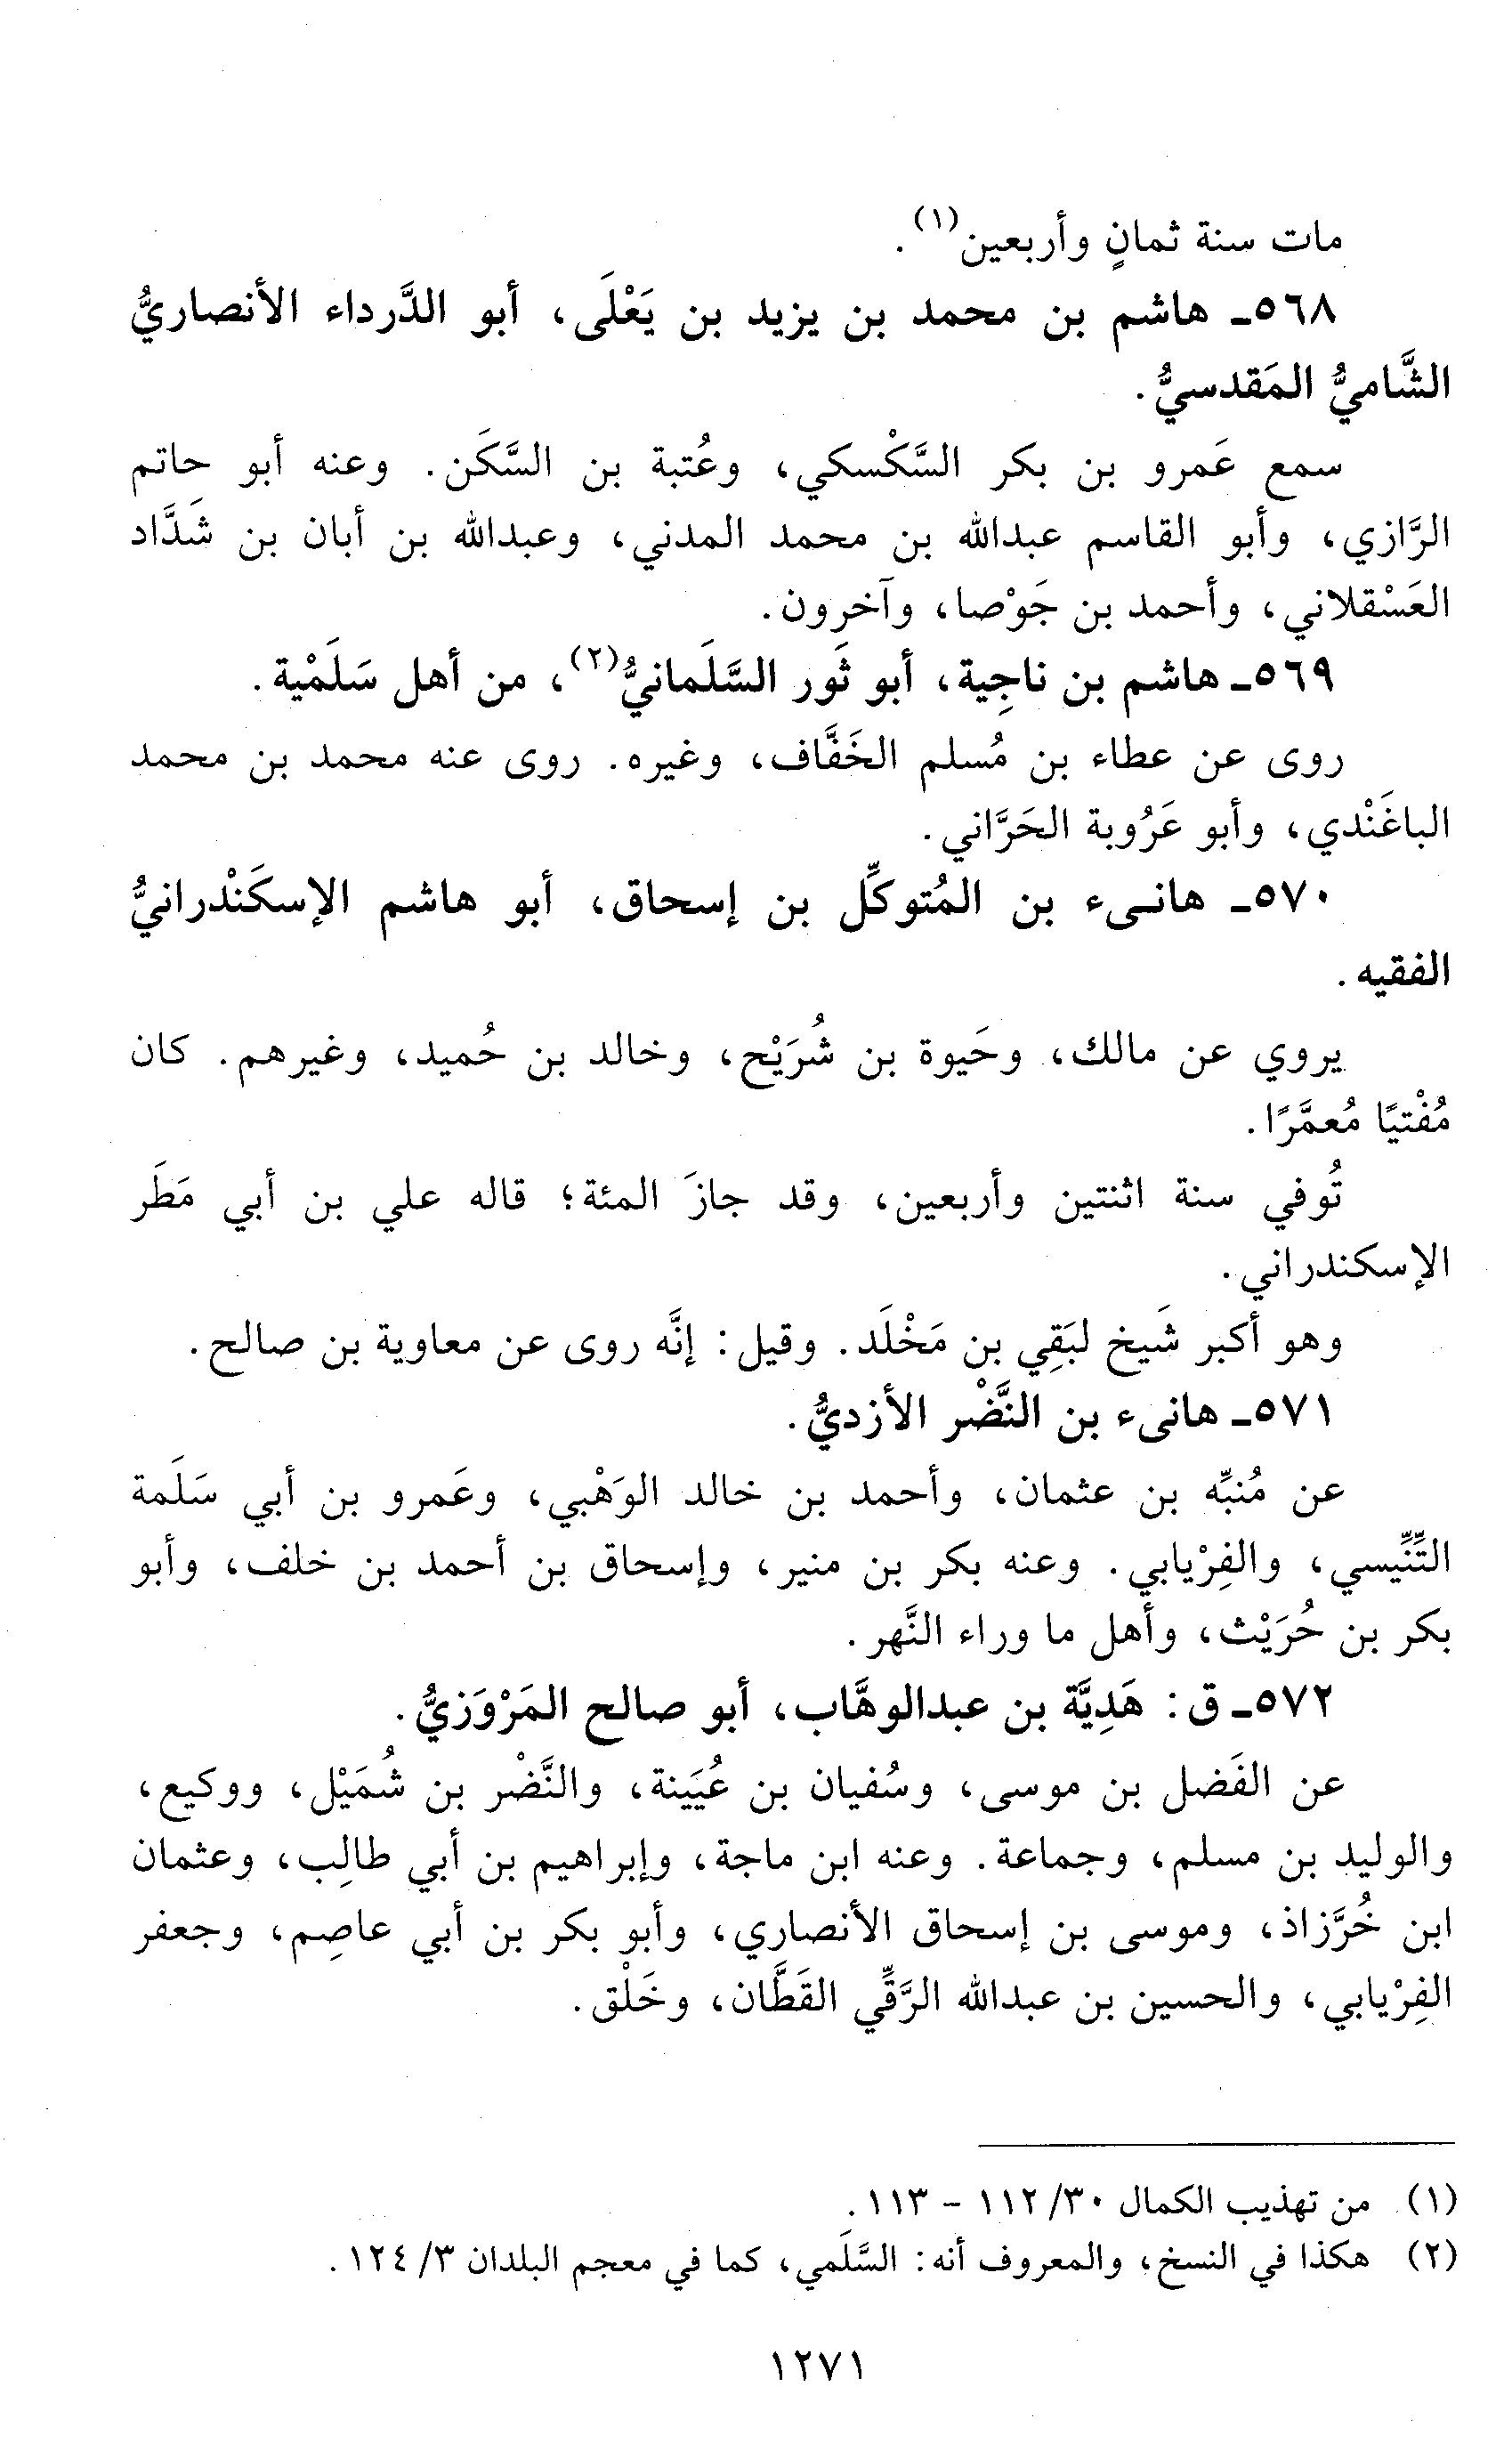 مات سنة ثمانٍ وأربعين(١).
٥٦٨ـ هاشم بن محمد بن يزيد بن يَعْلَى، أبو الدَّرداء الأنصاريُّ
الشَّاميُّ المَقدسيُّ.
سمع عَمرو بن بكر السَّكْسكي، وعُتبة بن السَّكَن. وعنه أبو حاتم
الرَّازي، وأبو القاسم عبدالله بن محمد المدني، وعبدالله بن أبان بن شَدَّاد
العَسْقلاني، وأحمد بن جَوْصا، وآخرون.
٥٦٩ـ هاشم بن ناجِية، أبو ثَور السَّلَمانيُّ(٢)، من أهل سَلَمْية.
روى عن عطاء بن مُسلم الخَفَّاف، وغيره. روى عنه محمد بن محمد
الباغَنْدي، وأبو عَرُوبة الحَرَّاني.
٥٧٠ـ هانىء بن المُتوكِّل بن إسحاق، أبو هاشم الإسكَنْدرانيُّ
الفقيه.
يروي عن مالك، وحَيوة بن شُرَيْح، وخالد بن حُميد، وغيرهم. كان
مُفْتيًا مُعمَّرًا.
تُوفي سنة اثنتين وأربعين، وقد جازَ المئة؛ قاله علي بن أبي مَطَر
الإسكندراني.
وهو أكبر شَيخ لبَقِي بن مَخْلَد. وقيل: إنَّه روى عن معاوية بن صالح.
٥٧١ـ هانىء بن النَّضْر الأزديُّ.
عن مُنبِّه بن عثمان، وأحمد بن خالد الوَهْبي، وعَمرو بن أبي سَلَمة
التِّنِّيسي، والفِرْيابي. وعنه بكر بن منير، وإسحاق بن أحمد بن خلف، وأبو
بكر بن حُرَيْث، وأهل ما وراء النَّهر.
٥٧٢ـ ق: هَدِيَّة بن عبدالوهَّاب، أبو صالح المَرْوَزيُّ.
عن الفَضل بن موسى، وسُفيان بن عُيَينة، والنَّضْر بن شُمَيْل، ووكيع،
والوليد بن مسلم، وجماعة. وعنه ابن ماجة، وإبراهيم بن أبي طالِب، وعثمان
ابن خُرَّزاذ، وموسى بن إسحاق الأنصاري، وأبو بكر بن أبي عاصِم، وجعفر
الفِرْيابي، والحسين بن عبدالله الرَّقِّي القَطَّان، وخَلْق.
(١) من تهذيب الكمال ٣٠/ ١١٢ - ١١٣.
(٢) هكذا في النسخ، والمعروف أنه: السَّلَمي، كما في معجم البلدان ٣/ ١٢٤.
١٢٧١